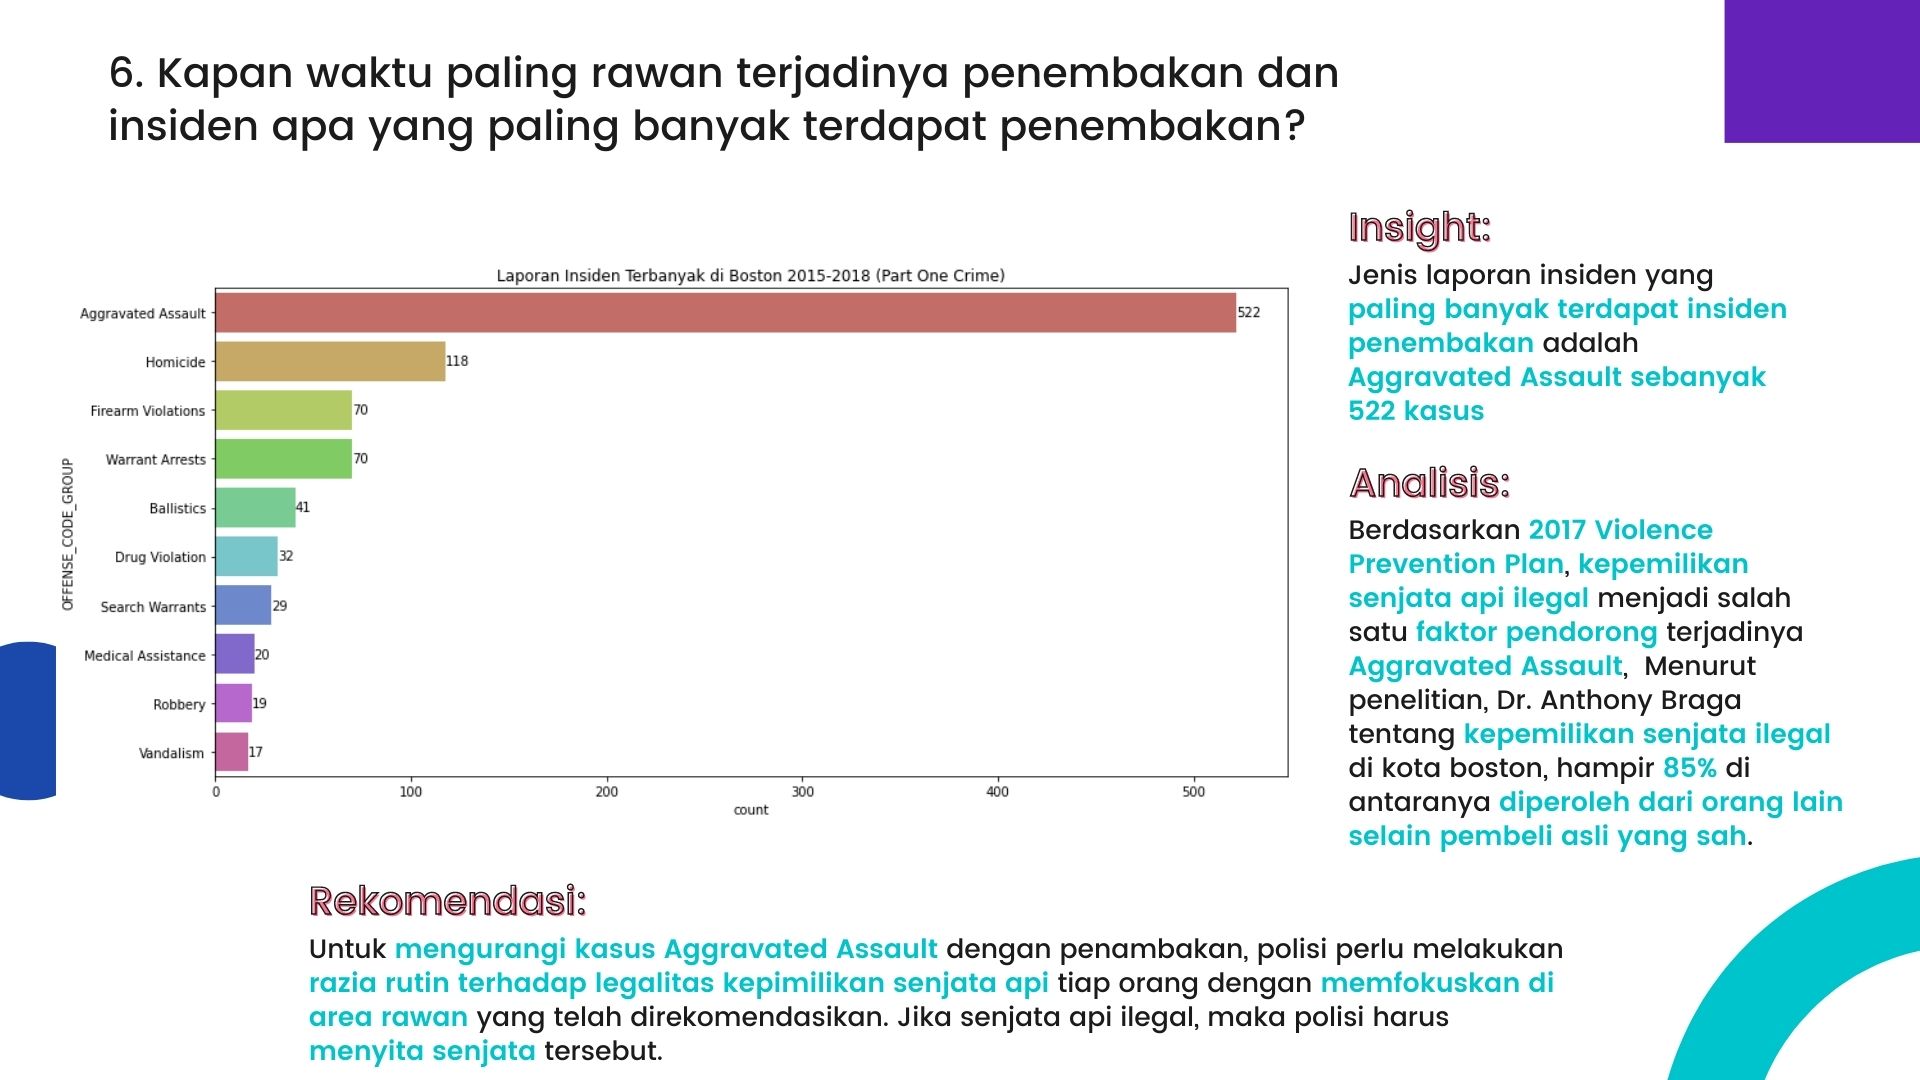 6. Kapan waktu paling rawan terjadinya penembakan dan
insiden apa yang paling banyak terdapat penembakan?
Laporan Insiden Terbanyak di Boston 2015-2018 (Part One Crime)
OFFENSE_CODE_GROUP
Aggravated Assault 522
Homicide 118
Firearm Violations 70
Warrant Arrests 70
Ballistics 41
Drug Violation 32
Search Warrants 29
Medical Assistance 20
Robbery 19
Vandalism 17
0 100 200 300 400 500
count
Insight:
Jenis laporan insiden yang
paling banyak terdapat insiden
penembakan adalah
Aggravated Assault sebanyak
522 kasus
Analisis:
Berdasarkan 2017 Violence
Prevention Plan, kepemilikan
senjata api ilegal menjadi salah
satu faktor pendorong terjadinya
Aggravated Assault,  Menurut
penelitian, Dr. Anthony Braga
tentang kepemilikan senjata ilegal
di kota boston, hampir 85% di
antaranya diperoleh dari orang lain
selain pembeli asli yang sah.
Rekomendasi:
Untuk mengurangi kasus Aggravated Assault dengan penambakan, polisi perlu melakukan
razia rutin terhadap legalitas kepimilikan senjata api tiap orang dengan memfokuskan di
area rawan yang telah direkomendasikan. Jika senjata api ilegal, maka polisi harus
menyita senjata tersebut.